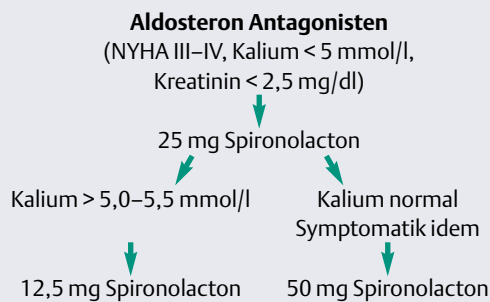 Aldosteron Antagonisten
(NYHA III–IV, Kalium < 5 mmol/l,
Kreatinin < 2,5 mg/dl)
25 mg Spironolacton
Kalium > 5,0–5,5 mmol/l
Kalium normal
Symptomatik idem
12,5 mg Spironolacton
50 mg Spironolacton